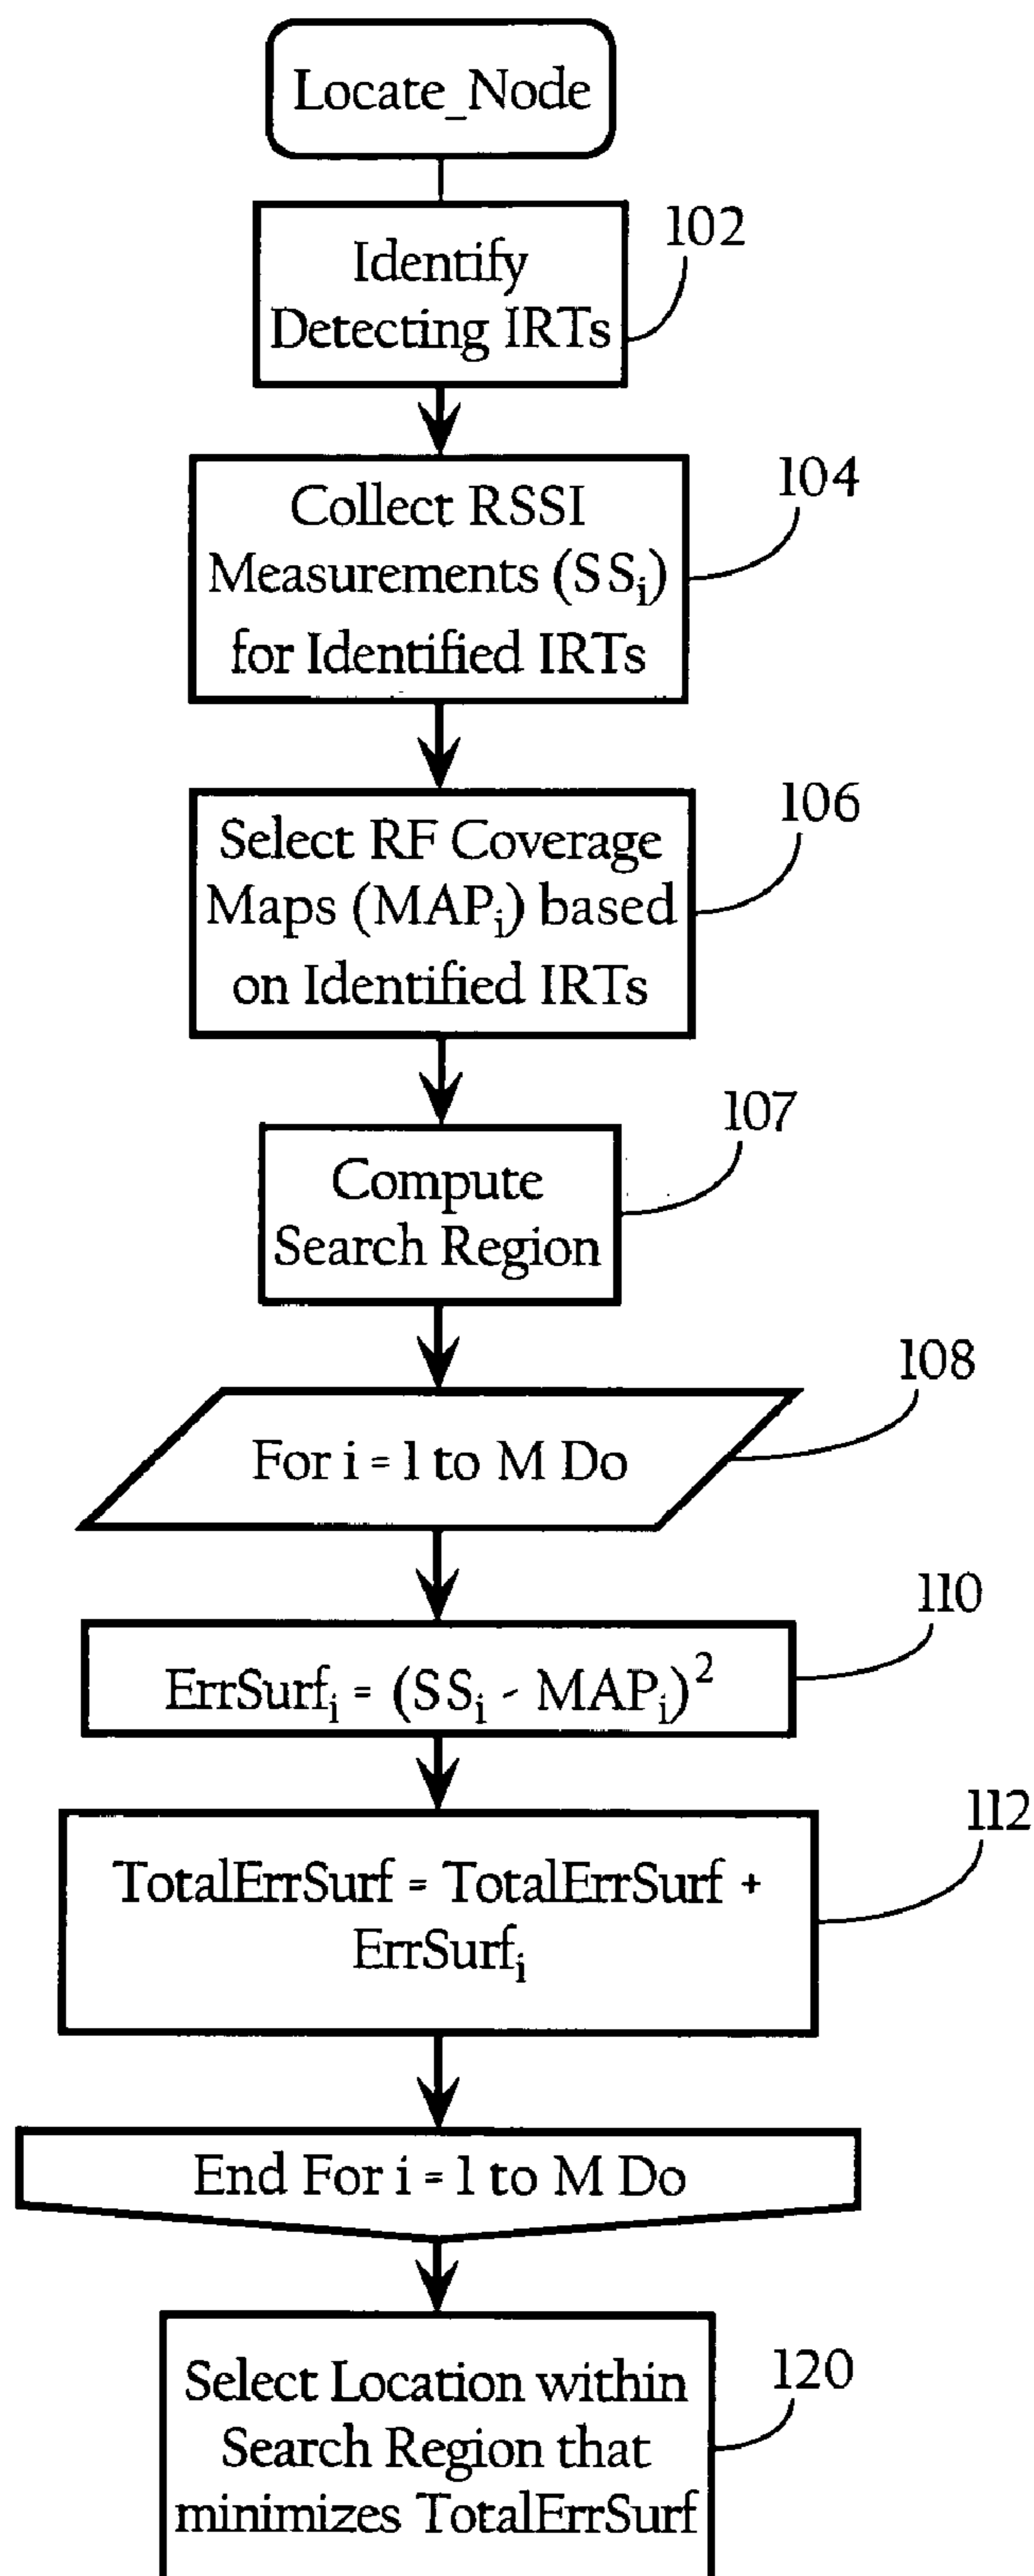 Locate_Node
102
Identify
Detecting IRTs
104
Collect RSSI
Measurements (SSi)
for Identified IRTs
106
Select RF Coverage
Maps (MAPi) based
on Identified IRTs
107
Compute
Search Region
108
For i = 1 to M Do
110
ErrSurfi = (SSi - MAPi)²
112
TotalErrSurf = TotalErrSurf +
ErrSurfi
End For i = 1 to M Do
120
Select Location within
Search Region that
minimizes TotalErrSurf